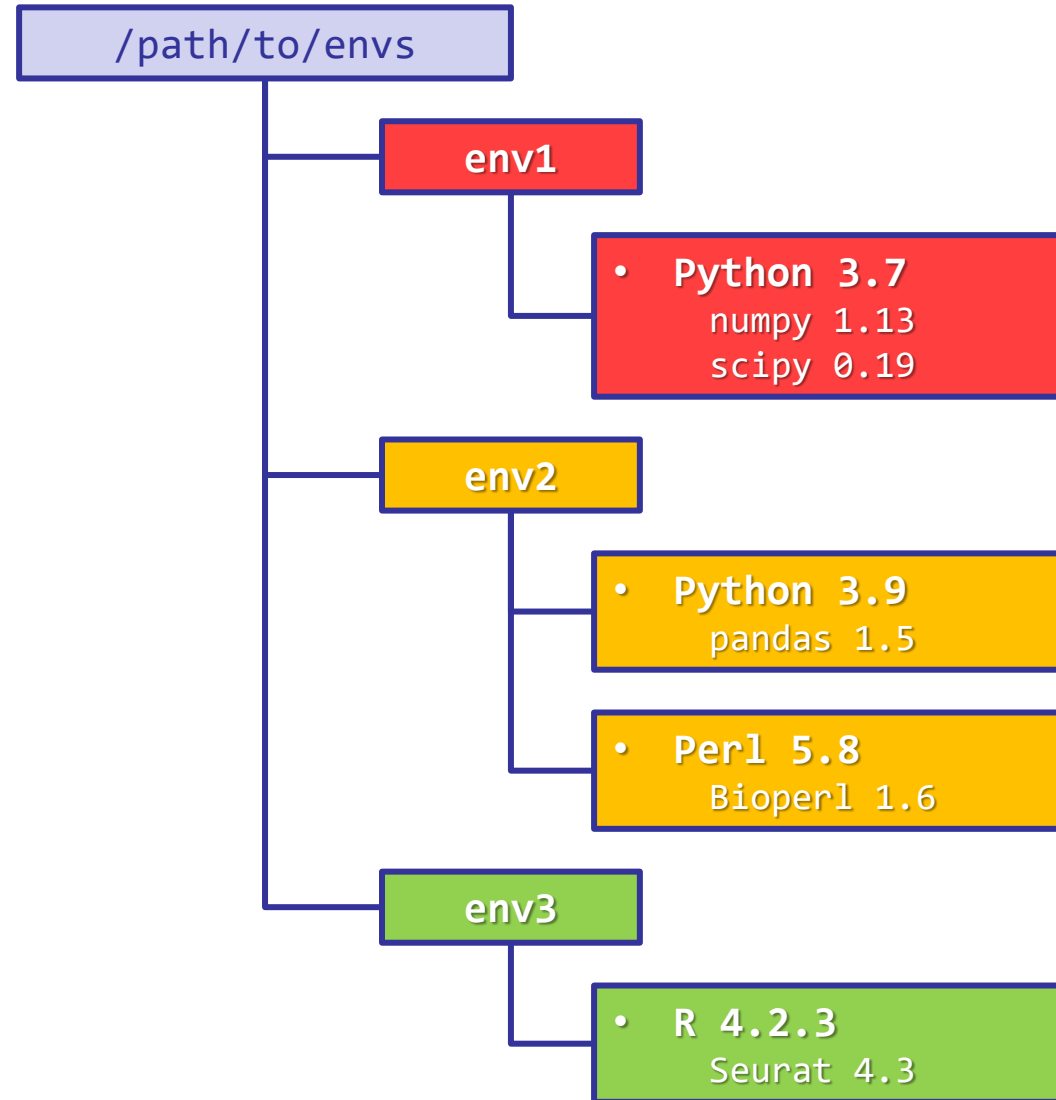 /path/to/envs
env1
• Python 3.7
numpy 1.13
scipy 0.19
env2
• Python 3.9
pandas 1.5
• Perl 5.8
Bioperl 1.6
env3
• R 4.2.3
Seurat 4.3